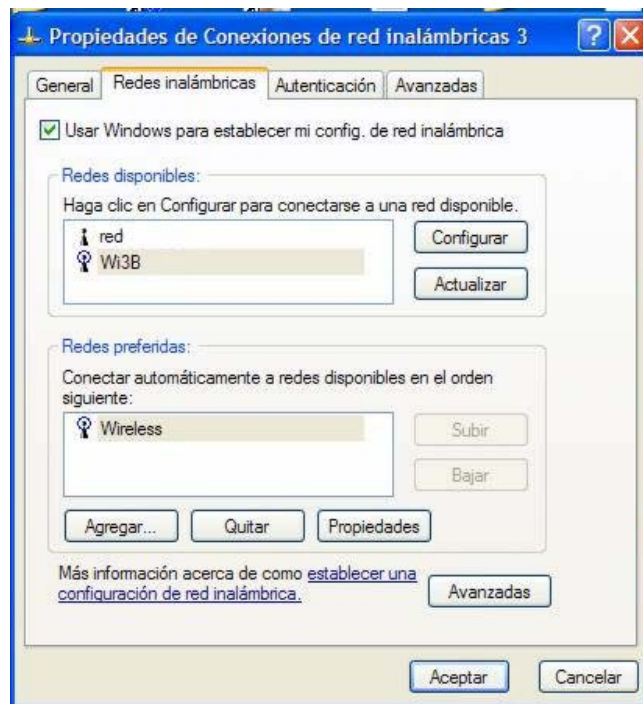 Propiedades de Conexiones de red inalámbricas 3
General Redes inalámbricas Autenticación Avanzadas
Usar Windows para establecer mi config. de red inalámbrica
Redes disponibles:
Haga clic en Configurar para conectarse a una red disponible.
red
Wi3B
Configurar
Actualizar
Redes preferidas:
Conectar automáticamente a redes disponibles en el orden
siguiente:
Wireless
Subir
Bajar
Agregar... Quitar Propiedades
Más información acerca de como establecer una
configuración de red inalámbrica.
Avanzadas
Aceptar Cancelar